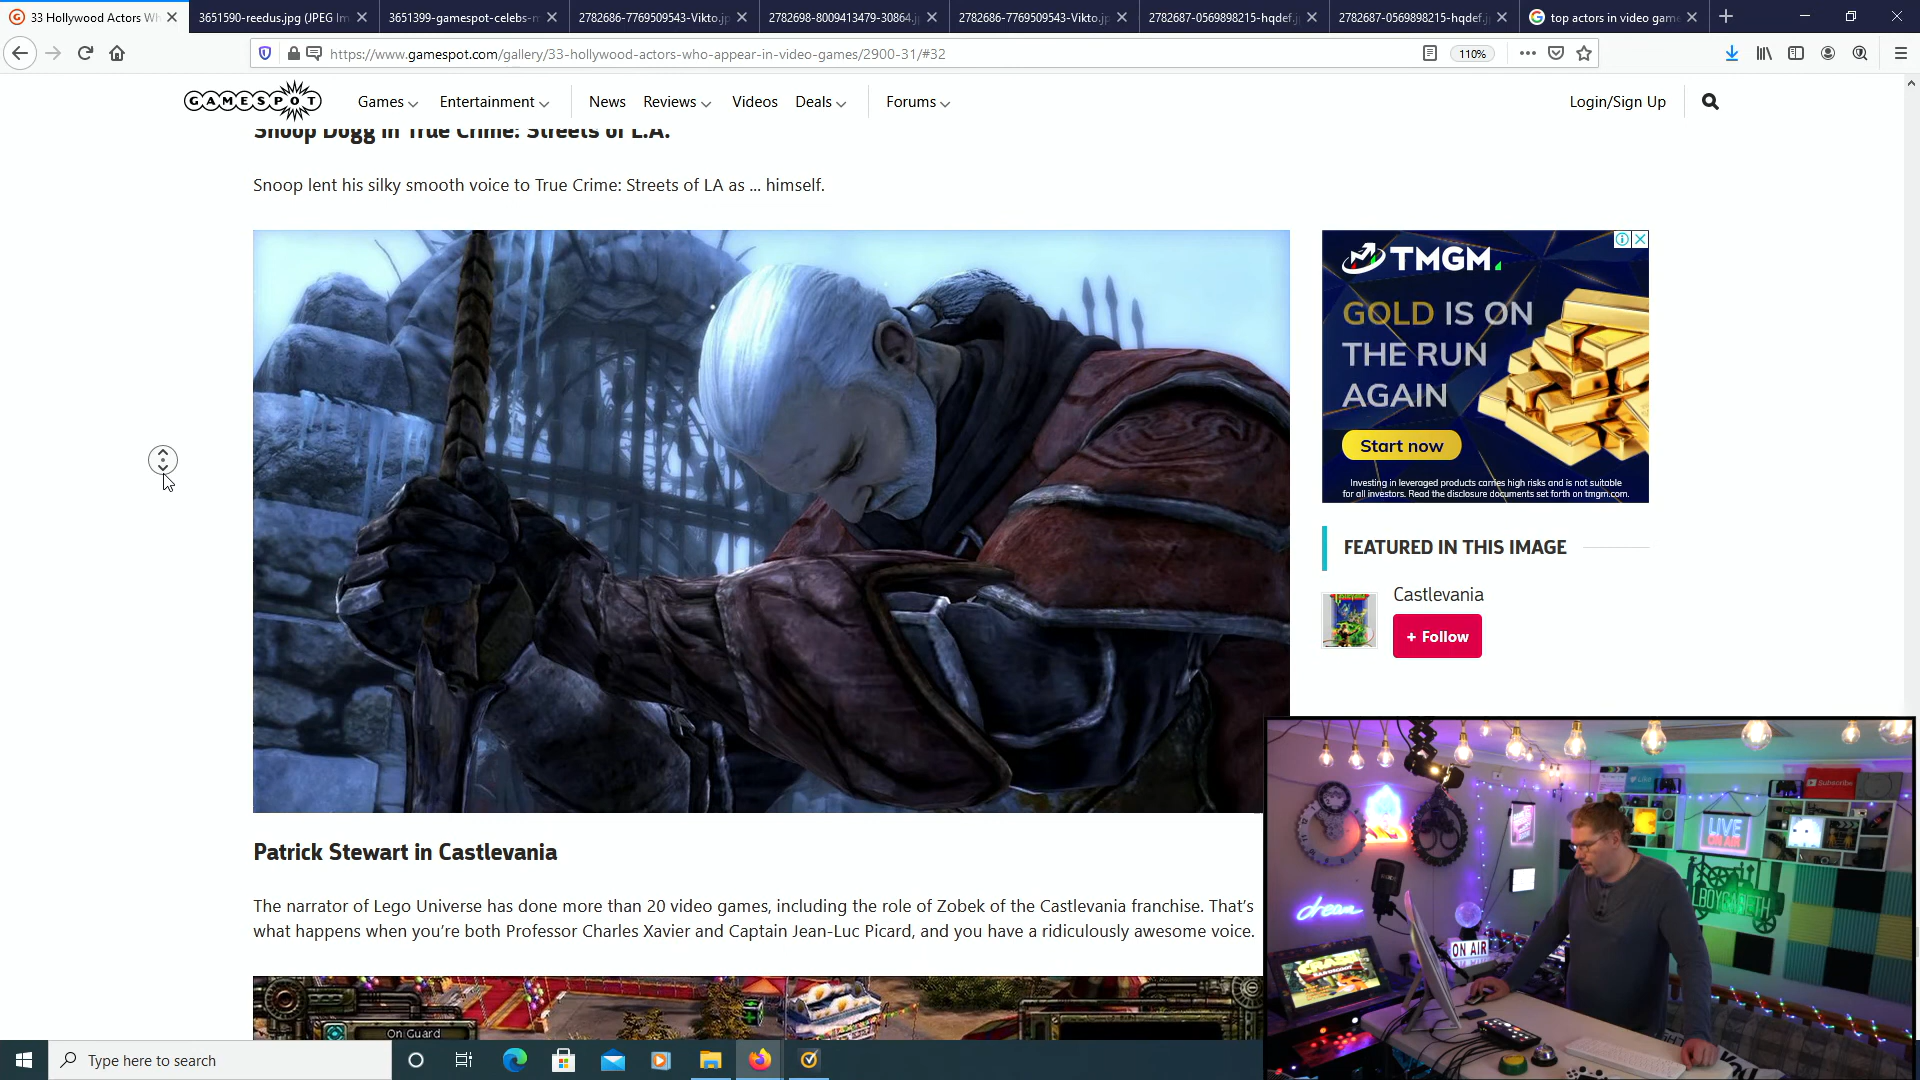 33 Hollywood Actors Wh
3651590-reedus.jpg (JPEG Im
3651399-gamespot-celebs-m
2782686-7769509543-Vikto.jp
2782698-8009413479-30864.j
2782686-7769509543-Vikto.jp
2782687-0569898215-hqdef.j
2782687-0569898215-hqdef.j
top actors in video game
https://www.gamespot.com/gallery/33-hollywood-actors-who-appear-in-video-games/2900-31/#32
110%
GAMESPOT
Games
Entertainment
News
Reviews
Videos
Deals
Forums
Login/Sign Up
Snoop Dogg in True Crime: Streets of L.A.
Snoop lent his silky smooth voice to True Crime: Streets of LA as ... himself.
TMGM.
GOLD IS ON
THE RUN
AGAIN
Start now
Investing in leveraged products carries high risks and is not suitable
for all investors. Read the disclosure documents set forth on tmgm.com.
FEATURED IN THIS IMAGE
Castlevania
+ Follow
Patrick Stewart in Castlevania
The narrator of Lego Universe has done more than 20 video games, including the role of Zobek of the Castlevania franchise. That's
what happens when you're both Professor Charles Xavier and Captain Jean-Luc Picard, and you have a ridiculously awesome voice.
On Guard
Subscribe
LIVE
ON AIR
LBOYGABETH
dream
ON AIR
CRASH
Type here to search